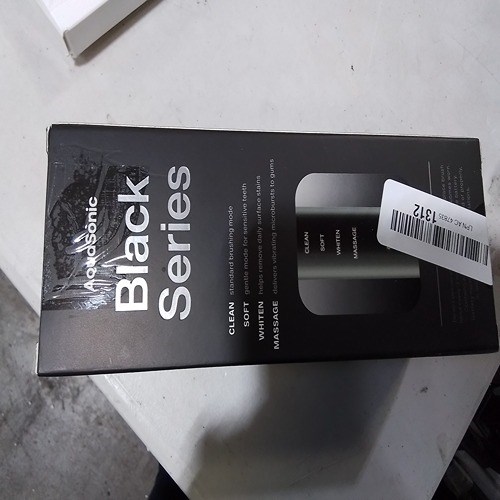 AquaSonic
Black
Series
CLEAN standard brushing mode
SOFT gentle mode for sensitive teeth
WHITEN helps remove daily surface stains
MASSAGE delivers vibrating microbursts to gums
CLEAN
SOFT
WHITEN
MASSAGE
1312